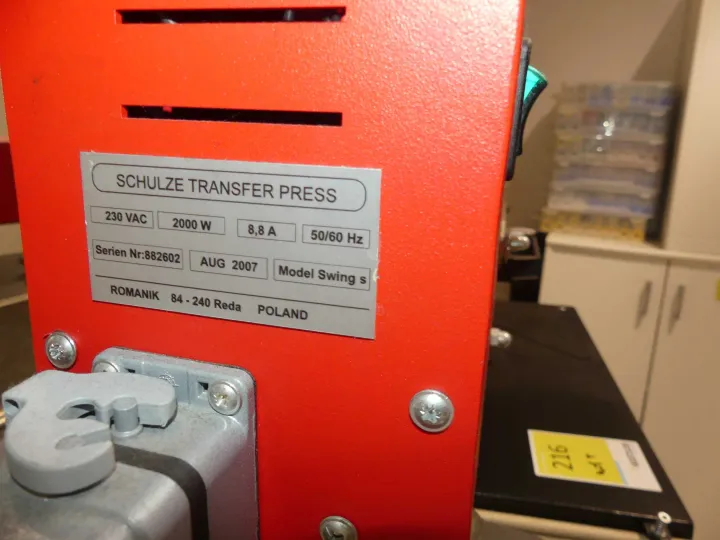 SCHULZE TRANSFER PRESS
230 VAC 2000 W 8,8 A 50/60 Hz
Serien Nr:882602 AUG 2007 Model Swing s
ROMANIK 84 - 240 Reda POLAND
216